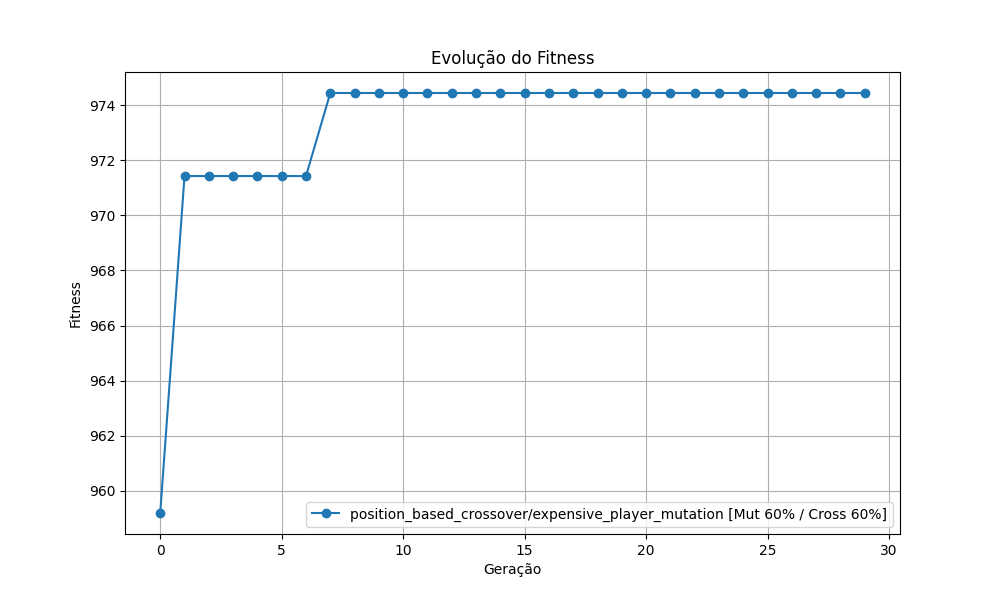 Evolução do Fitness
Fitness
974
972
970
968
966
964
962
960
position_based_crossover/expensive_player_mutation [Mut 60% / Cross 60%]
0 5 10 15 20 25 30
Geração